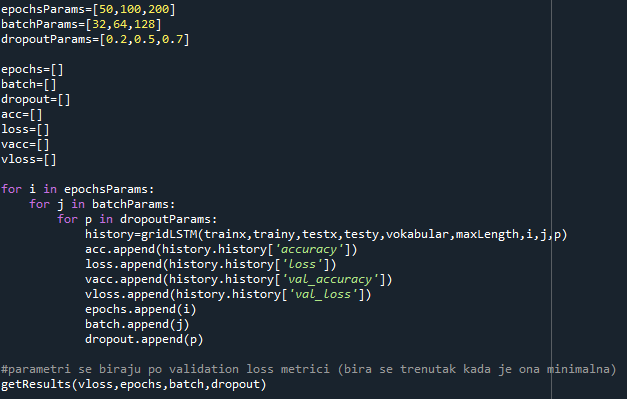 epochsParams=[50,100,200]
batchParams=[32,64,128]
dropoutParams=[0.2,0.5,0.7]

epochs=[]
batch=[]
dropout=[]
acc=[]
loss=[]
vacc=[]
vloss=[]

for i in epochsParams:
    for j in batchParams:
        for p in dropoutParams:
            history=gridLSTM(trainx,trainy,testx,testy,vokabular,maxLength,i,j,p)
            acc.append(history.history['accuracy'])
            loss.append(history.history['loss'])
            vacc.append(history.history['val_accuracy'])
            vloss.append(history.history['val_loss'])
            epochs.append(i)
            batch.append(j)
            dropout.append(p)

#parametri se biraju po validation loss metrici (bira se trenutak kada je ona minimalna)
getResults(vloss,epochs,batch,dropout)